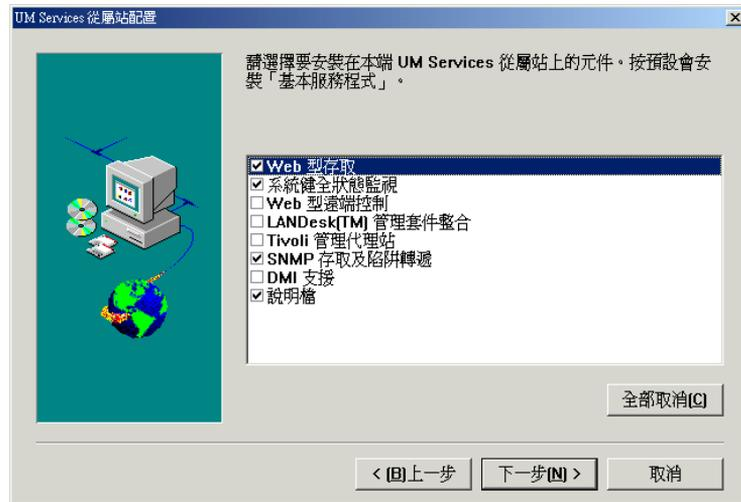 UM Services 從屬站配置
請選擇要安裝在本端 UM Services 從屬站上的元件。按預設會安
裝「基本服務程式」。
Web 型存取
系統健全狀態監視
Web 型遠端控制
LANDesk(TM) 管理套件整合
Tivoli 管理代理站
SNMP 存取及陷阱轉遞
DMI 支援
說明檔
全部取消(C)
< (B)上一步
下一步(N) >
取消